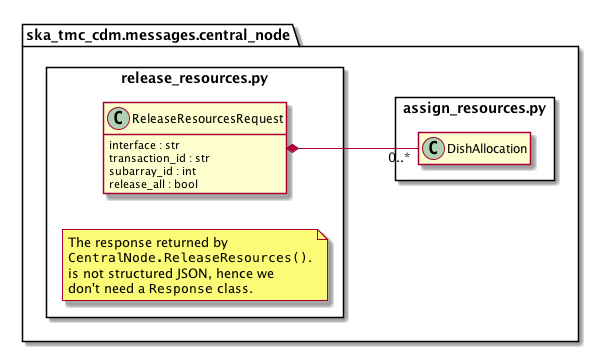 ska_tmc_cdm.messages.central_node
release_resources.py
C ReleaseResourcesRequest
interface : str
transaction_id : str
subarray_id : int
release_all : bool
assign_resources.py
C DishAllocation
0..*
The response returned by
CentralNode.ReleaseResources().
is not structured JSON, hence we
don't need a Response class.